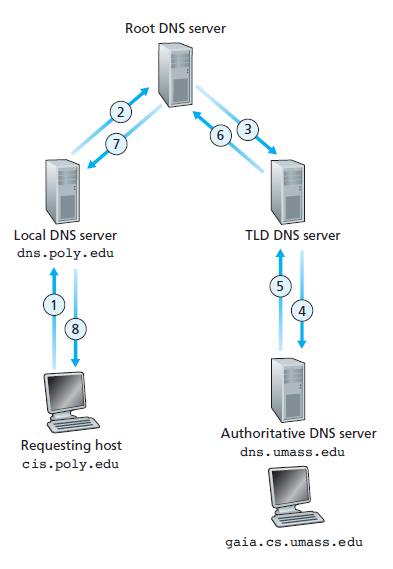 Root DNS server
2
7
3
6
Local DNS server
dns.poly.edu
TLD DNS server
1
8
5
4
Requesting host
cis.poly.edu
Authoritative DNS server
dns.umass.edu
gaia.cs.umass.edu